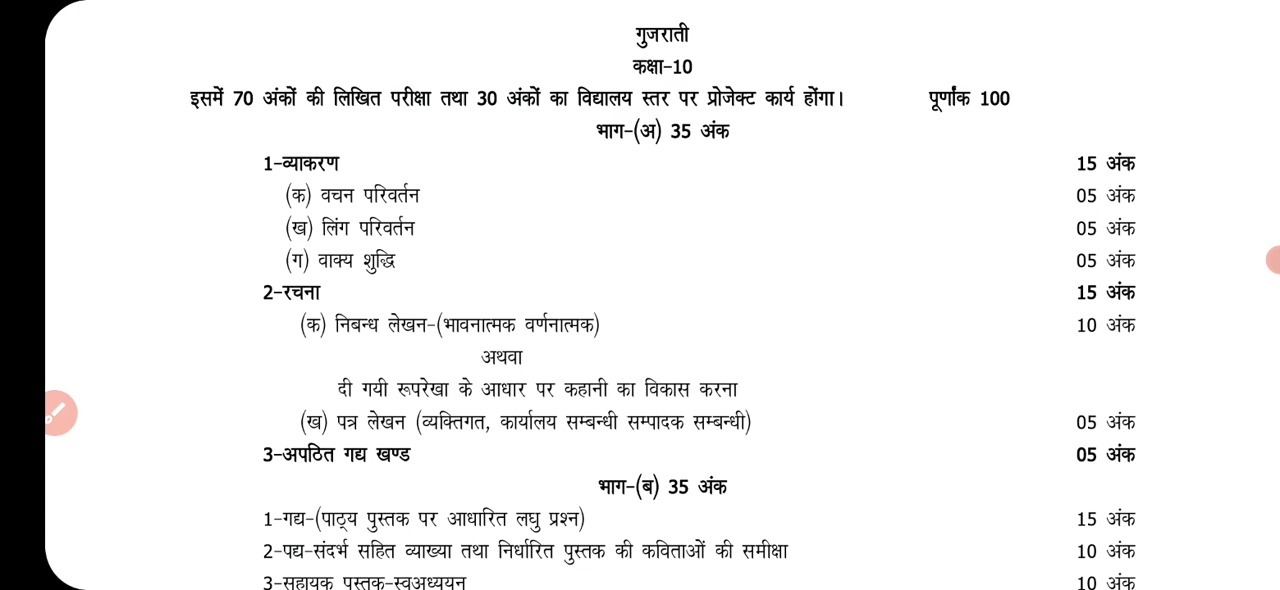 गुजराती
कक्षा-10
इसमें 70 अंकों की लिखित परीक्षा तथा 30 अंकों का विद्यालय स्तर पर प्रोजेक्ट कार्य होंगा। पूर्णांक 100
भाग-(अ) 35 अंक
1-व्याकरण 15 अंक
(क) वचन परिवर्तन 05 अंक
(ख) लिंग परिवर्तन 05 अंक
(ग) वाक्य शुद्धि 05 अंक
2-रचना 15 अंक
(क) निबन्ध लेखन-(भावनात्मक वर्णनात्मक) 10 अंक
अथवा
दी गयी रूपरेखा के आधार पर कहानी का विकास करना
(ख) पत्र लेखन (व्यक्तिगत, कार्यालय सम्बन्धी सम्पादक सम्बन्धी) 05 अंक
3-अपठित गद्य खण्ड 05 अंक
भाग-(ब) 35 अंक
1-गद्य-(पाठ्य पुस्तक पर आधारित लघु प्रश्न) 15 अंक
2-पद्य-संदर्भ सहित व्याख्या तथा निर्धारित पुस्तक की कविताओं की समीक्षा 10 अंक
3-सहायक पुस्तक-स्वअध्ययन 10 अंक